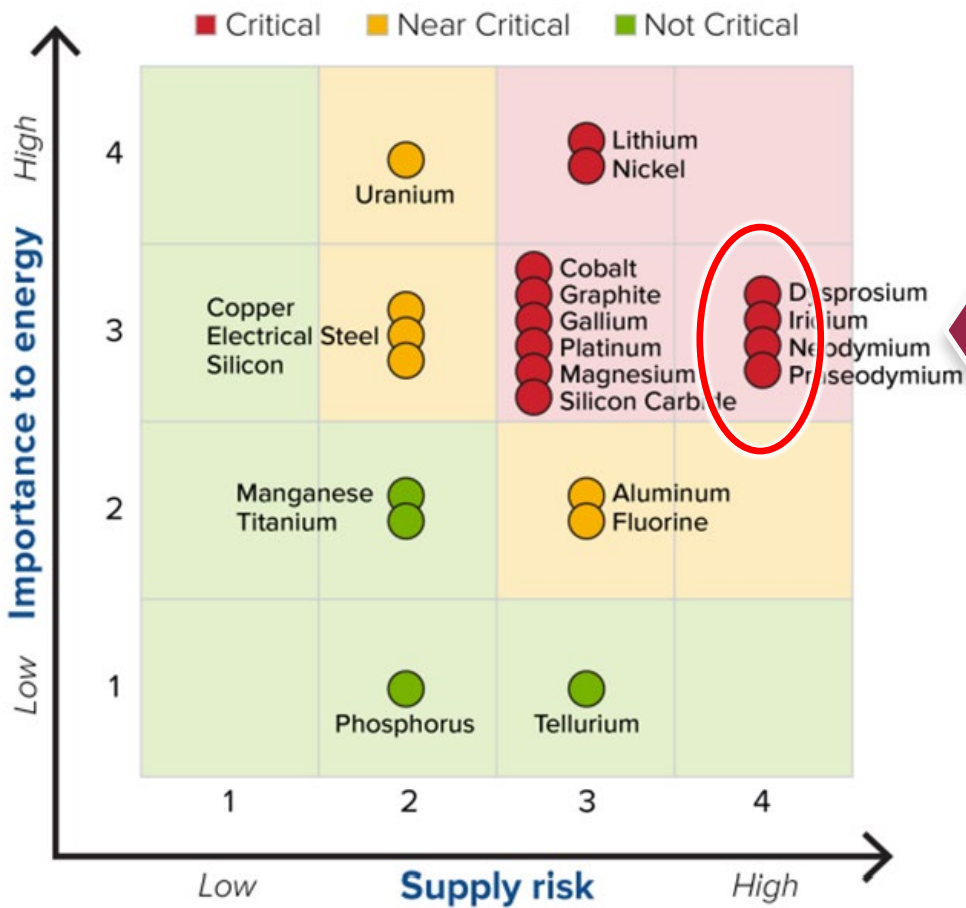 Critical Near Critical Not Critical
High
4
Lithium
Nickel
Uranium
Importance to energy
3
Copper
Electrical Steel
Silicon
Cobalt
Graphite
Gallium
Platinum
Magnesium
Silicon Carbide
Dysprosium
Iridium
Neodymium
Praseodymium
2
Manganese
Titanium
Aluminum
Fluorine
Low
1
Phosphorus
Tellurium
1 2 3 4
Low Supply risk High